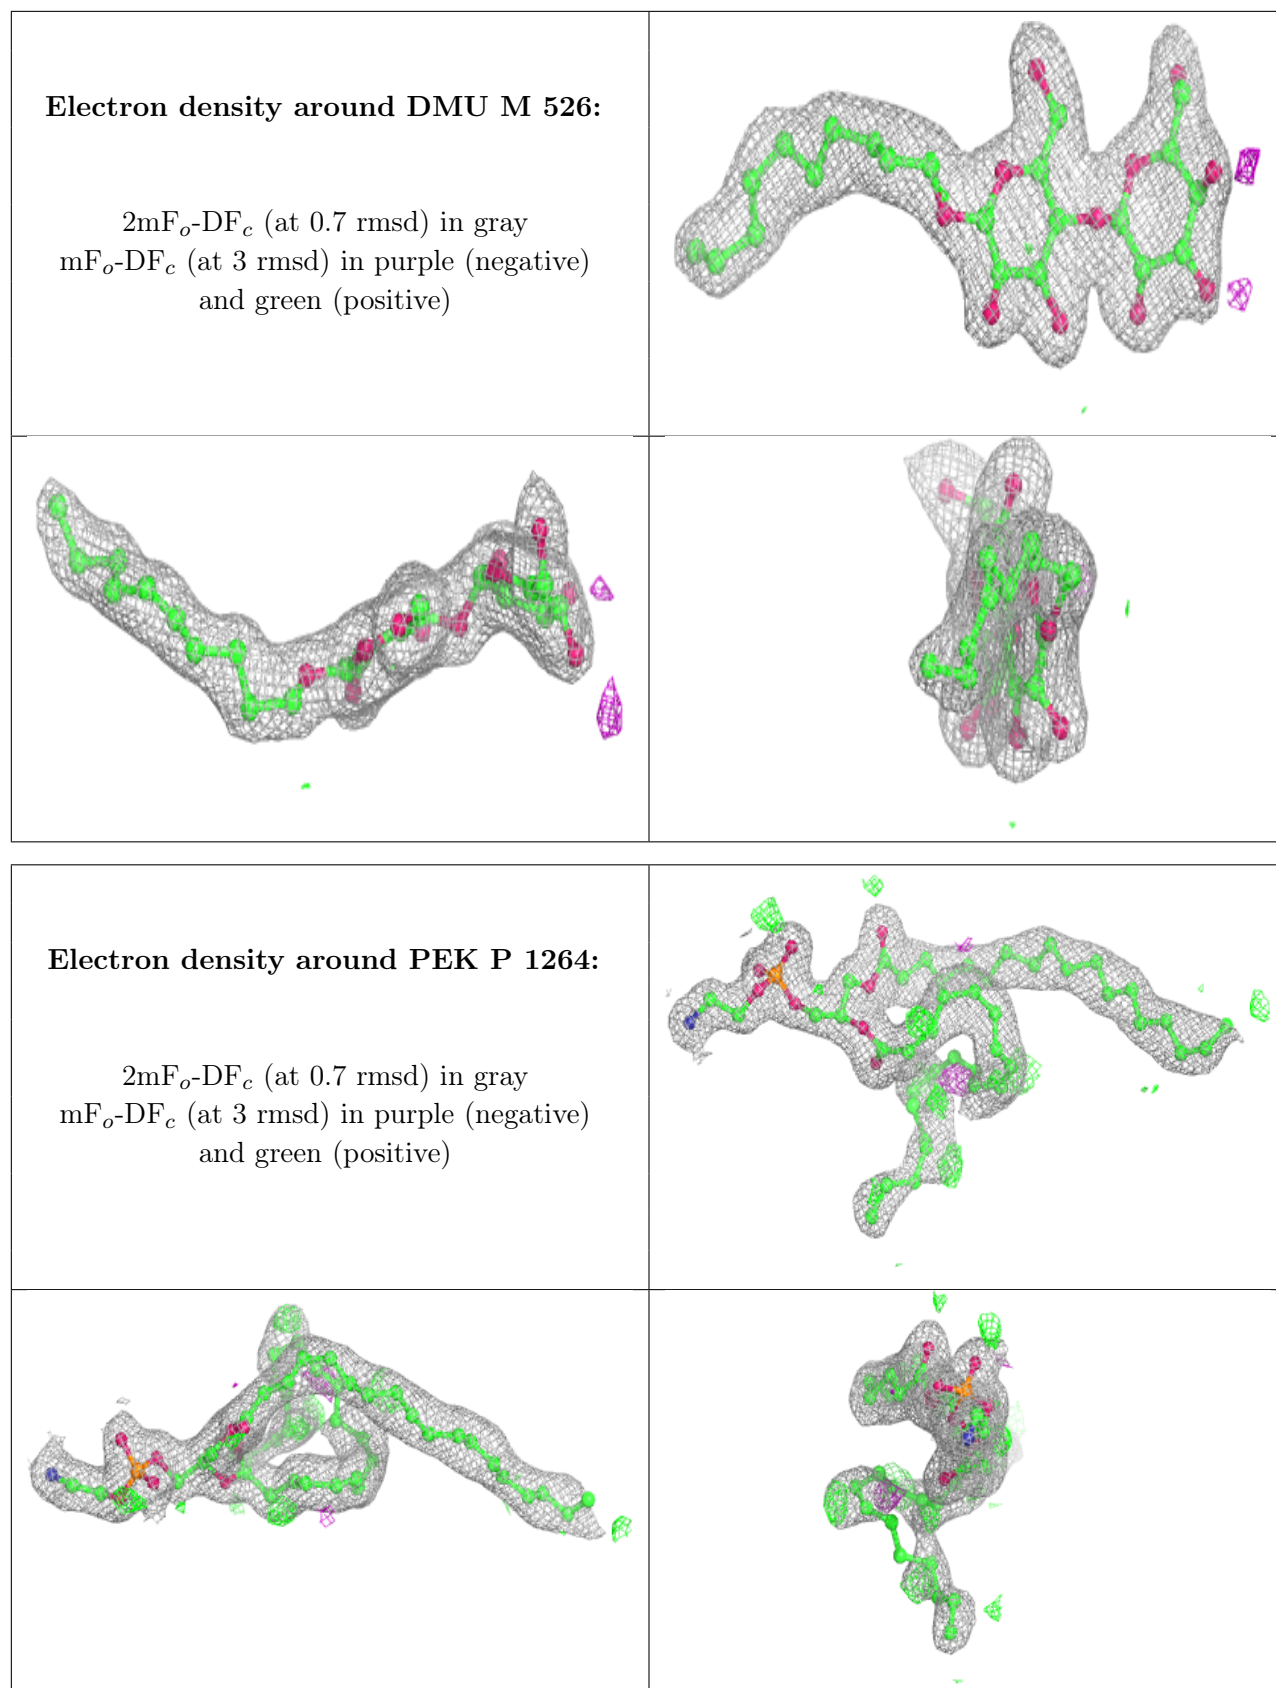 Electron density around DMU M 526:
2mFo-DFc (at 0.7 rmsd) in gray
mFo-DFc (at 3 rmsd) in purple (negative)
and green (positive)
Electron density around PEK P 1264:
2mFo-DFc (at 0.7 rmsd) in gray
mFo-DFc (at 3 rmsd) in purple (negative)
and green (positive)